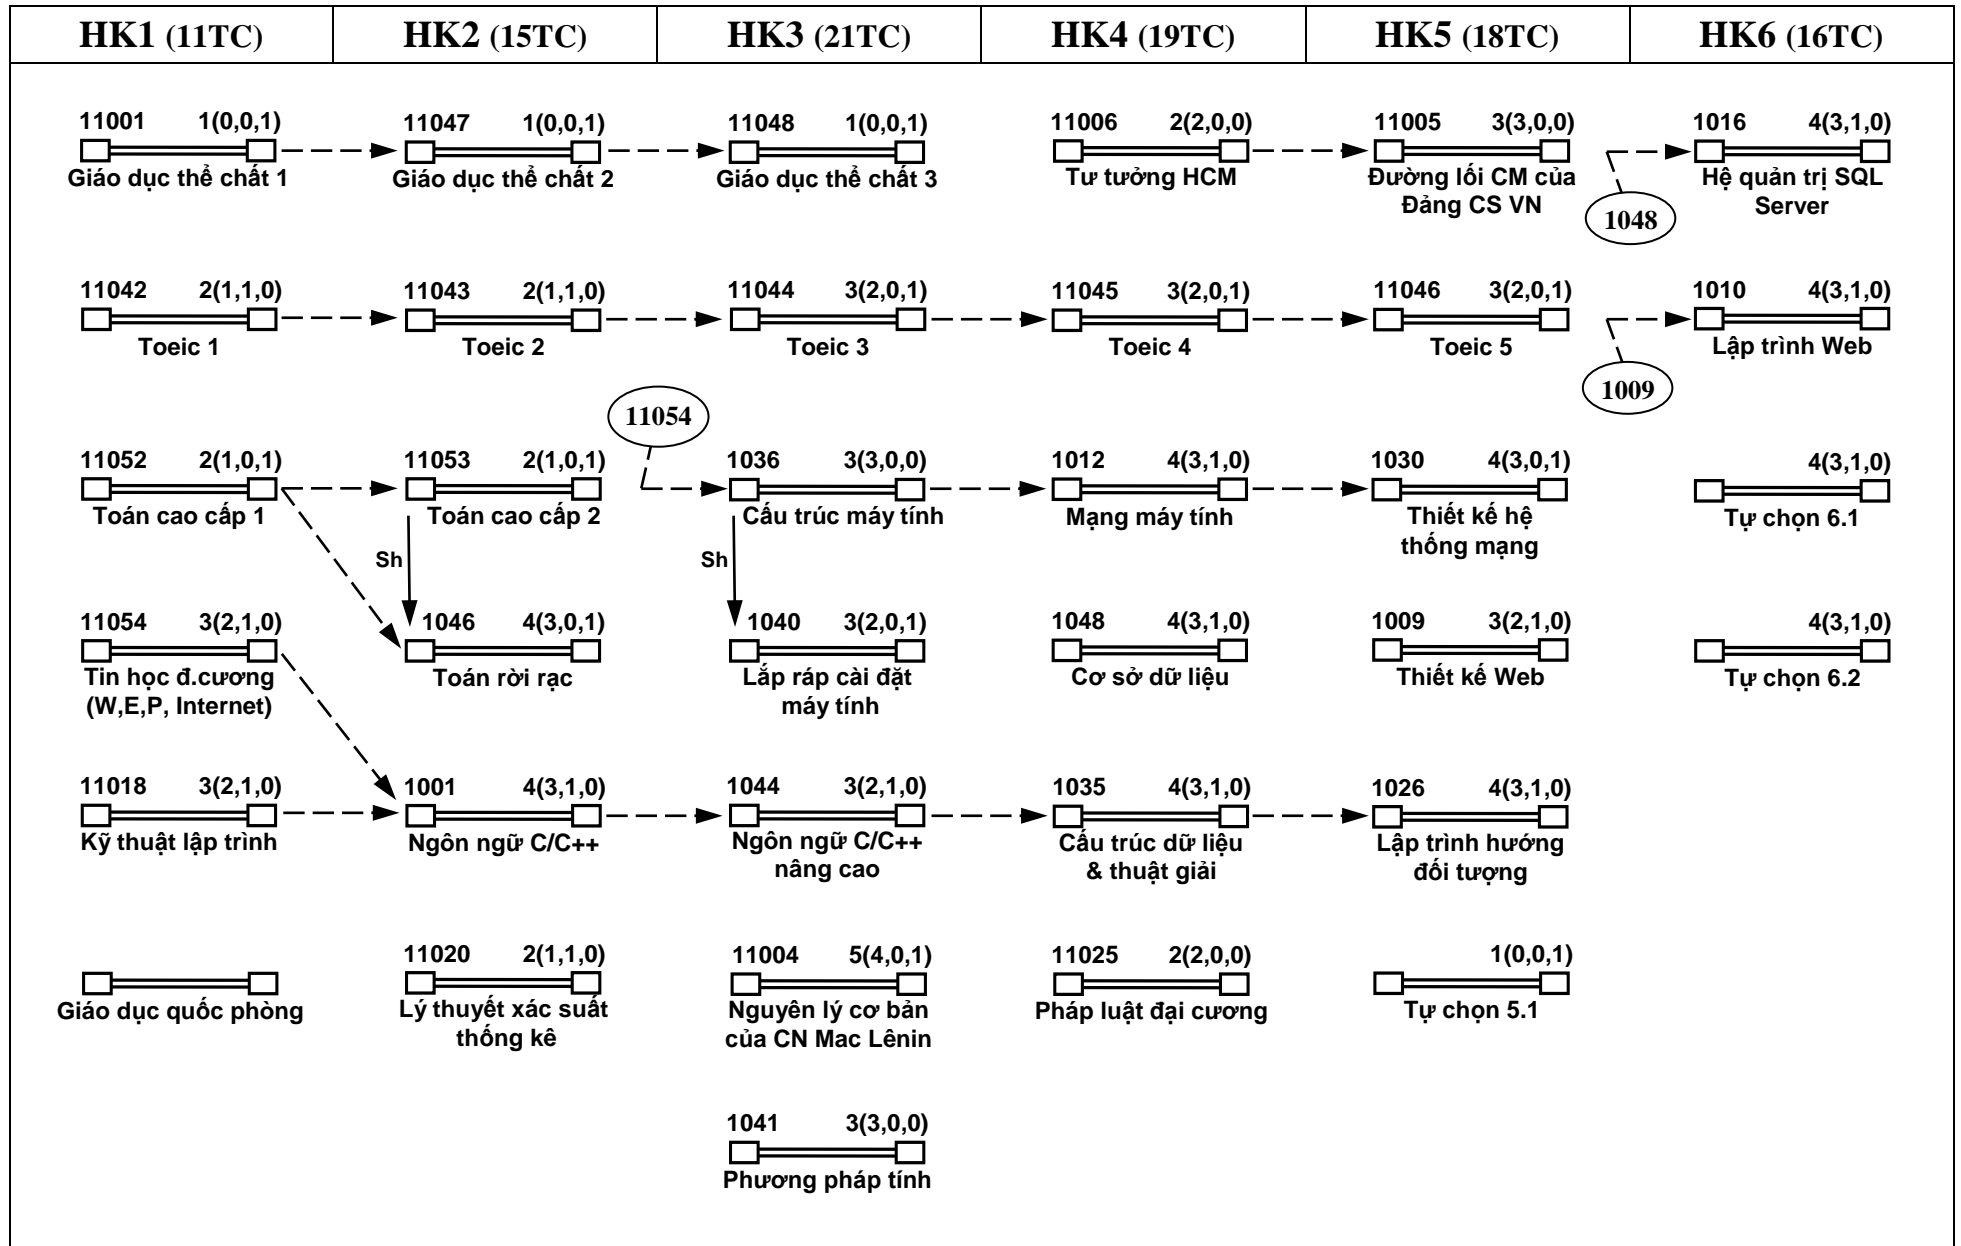 HK1 (11TC) HK2 (15TC) HK3 (21TC) HK4 (19TC) HK5 (18TC) HK6 (16TC)
11001 1(0,0,1) 11047 1(0,0,1) 11048 1(0,0,1) 11006 2(2,0,0) 11005 3(3,0,0) 1016 4(3,1,0)
Giáo dục thể chất 1 Giáo dục thể chất 2 Giáo dục thể chất 3 Tư tưởng HCM Đường lối CM của Hệ quản trị SQL
Đảng CS VN Server
1048
11042 2(1,1,0) 11043 2(1,1,0) 11044 3(2,0,1) 11045 3(2,0,1) 11046 3(2,0,1) 1010 4(3,1,0)
Toeic 1 Toeic 2 Toeic 3 Toeic 4 Toeic 5 Lập trình Web
1009
11054
11052 2(1,0,1) 11053 2(1,0,1) 1036 3(3,0,0) 1012 4(3,1,0) 1030 4(3,0,1) 4(3,1,0)
Toán cao cấp 1 Toán cao cấp 2 Cấu trúc máy tính Mạng máy tính Thiết kế hệ Tự chọn 6.1
thống mạng
Sh Sh
11054 3(2,1,0) 1046 4(3,0,1) 1040 3(2,0,1) 1048 4(3,1,0) 1009 3(2,1,0) 4(3,1,0)
Tin học đ.cương Toán rời rạc Lắp ráp cài đặt Cơ sở dữ liệu Thiết kế Web Tự chọn 6.2
(W,E,P, Internet) máy tính
11018 3(2,1,0) 1001 4(3,1,0) 1044 3(2,1,0) 1035 4(3,1,0) 1026 4(3,1,0)
Kỹ thuật lập trình Ngôn ngữ C/C++ Ngôn ngữ C/C++ Cấu trúc dữ liệu Lập trình hướng
nâng cao & thuật giải đối tượng
11020 2(1,1,0) 11004 5(4,0,1) 11025 2(2,0,0) 1(0,0,1)
Giáo dục quốc phòng Lý thuyết xác suất Nguyên lý cơ bản Pháp luật đại cương Tự chọn 5.1
thống kê của CN Mac Lênin
1041 3(3,0,0)
Phương pháp tính